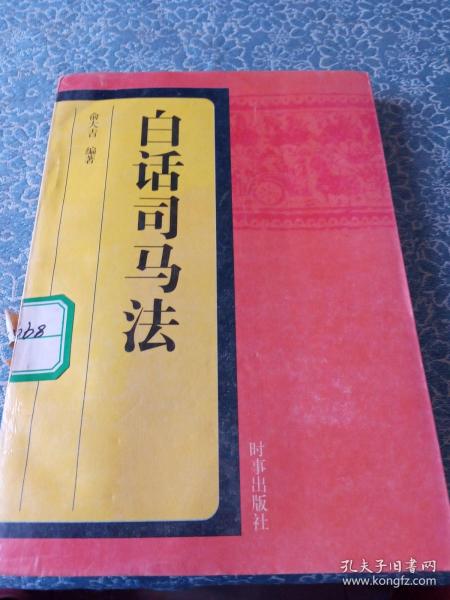 白话司马法
俞大吉 编著
068
时事出版社
孔夫子旧书网
www.kongfz.com